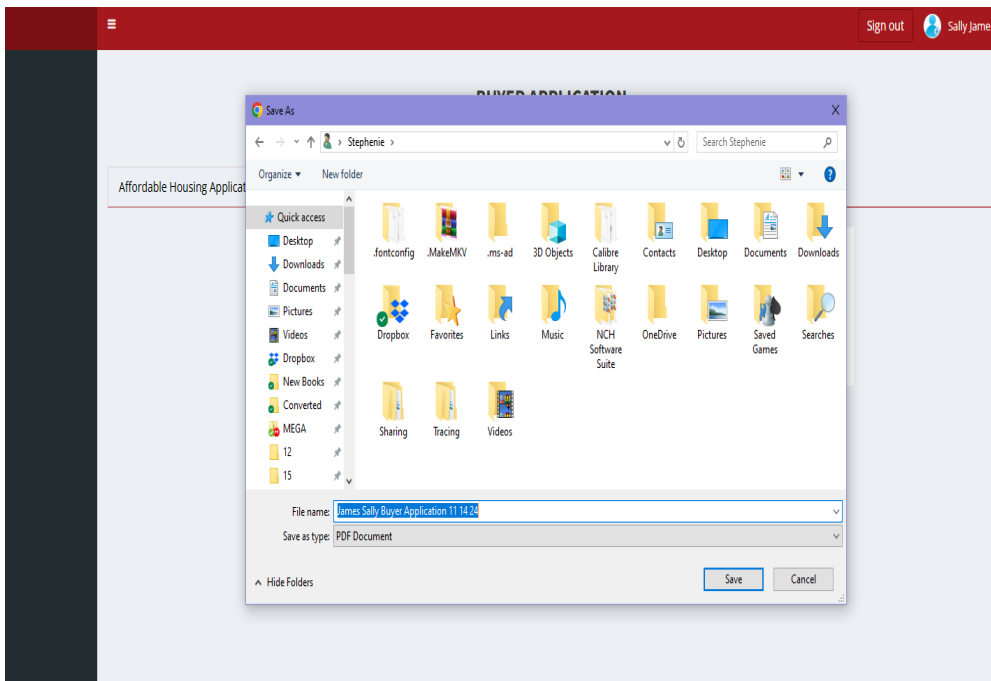 Sign out
Sally Jame
BUYER APPLICATION
Save As
X
Stephenie
Search Stephenie
Organize
New folder
?
Affordable Housing Applicat
Quick access
Desktop
Downloads
Documents
Pictures
Videos
Dropbox
New Books
Converted
MEGA
12
15
.fontconfig
.MakeMKV
.ms-ad
3D Objects
Calibre
Library
Contacts
Desktop
Documents
Downloads
Dropbox
Favorites
Links
Music
NCH
Software
Suite
OneDrive
Pictures
Saved
Games
Searches
Sharing
Tracing
Videos
File name: James Sally Buyer Application 11 14 24
Save as type: PDF Document
Hide Folders
Save
Cancel